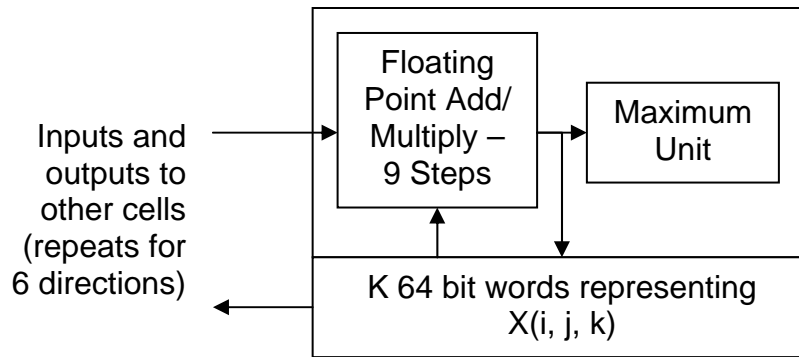 Floating
Point Add/
Multiply –
9 Steps
Maximum
Unit
Inputs and
outputs to
other cells
(repeats for
6 directions)
K 64 bit words representing
X(i, j, k)